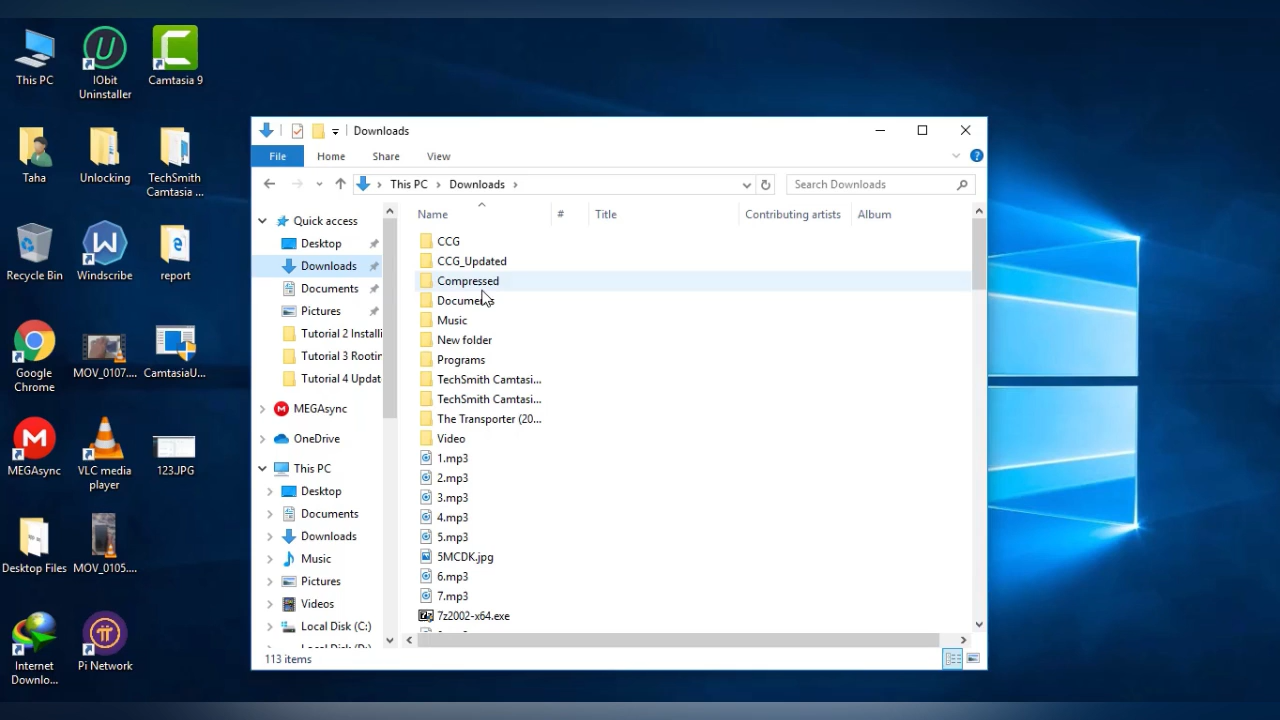 This PC
IObit
Uninstaller
Camtasia 9
Taha
Unlocking
TechSmith
Camtasia ...
Recycle Bin
Windscribe
report
Google
Chrome
MOV_0107....
CamtasiaU...
MEGAsync
VLC media
player
123.JPG
Desktop Files
MOV_0105....
Internet
Downlo...
Pi Network
Downloads
File
Home
Share
View
This PC
Downloads
Search Downloads
Quick access
Desktop
Downloads
Documents
Pictures
Tutorial 2 Installi
Tutorial 3 Rootin
Tutorial 4 Updat
MEGAsync
OneDrive
This PC
Desktop
Documents
Downloads
Music
Pictures
Videos
Local Disk (C:)
Name
#
Title
Contributing artists
Album
CCG
CCG_Updated
Compressed
Documents
Music
New folder
Programs
TechSmith Camtasi...
TechSmith Camtasi...
The Transporter (20...
Video
1.mp3
2.mp3
3.mp3
4.mp3
5.mp3
5MCDK.jpg
6.mp3
7.mp3
7z2002-x64.exe
113 items